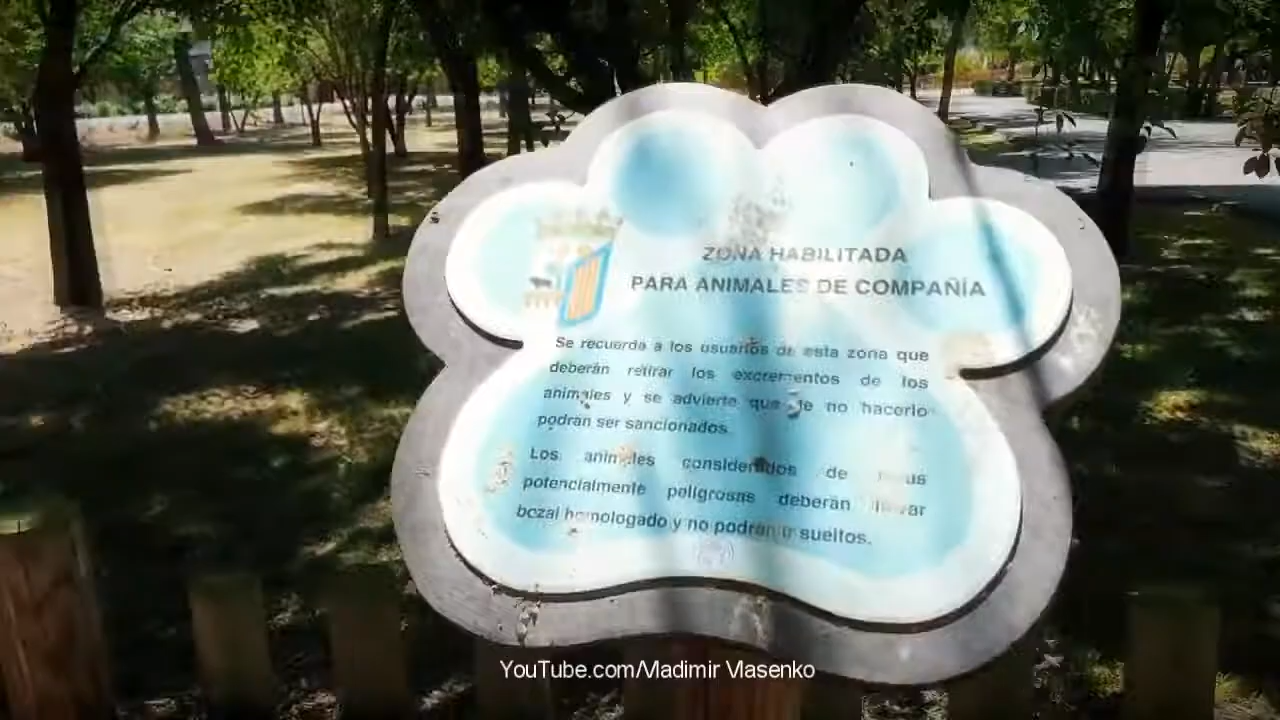 ZONA HABILITADA
PARA ANIMALES DE COMPAÑÍA
Se recuerda a los usuarios de esta zona que
deberán retirar los excrementos de los
animales y se advierte que de no hacerlo
podrán ser sancionados.
Los animales considerados de
potencialmente peligrosas deberán llevar
bozal homologado y no podrán ir sueltos.
YouTube.com/Vladimir Vlasenko